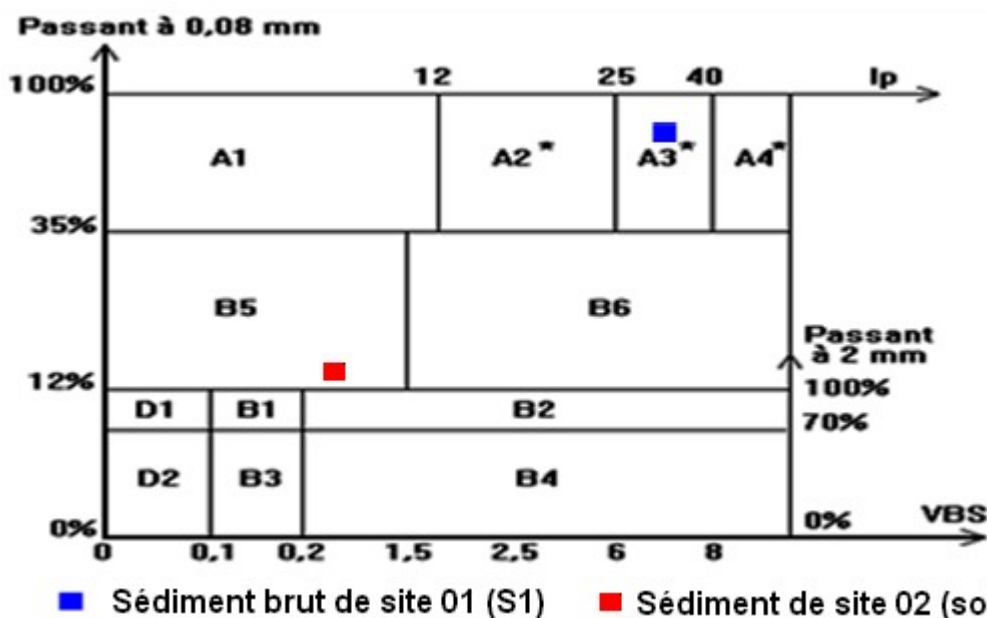 Passant à 0,08 mm
100%
12
25
40
Ip
A1
A2*
A3*
A4*
35%
B5
B6
Passant
à 2 mm
12%
100%
D1
B1
B2
70%
D2
B3
B4
0%
0%
VBS
0
0,1
0,2
1,5
2,5
6
8
Sédiment brut de site 01 (S1)
Sédiment de site 02 (so